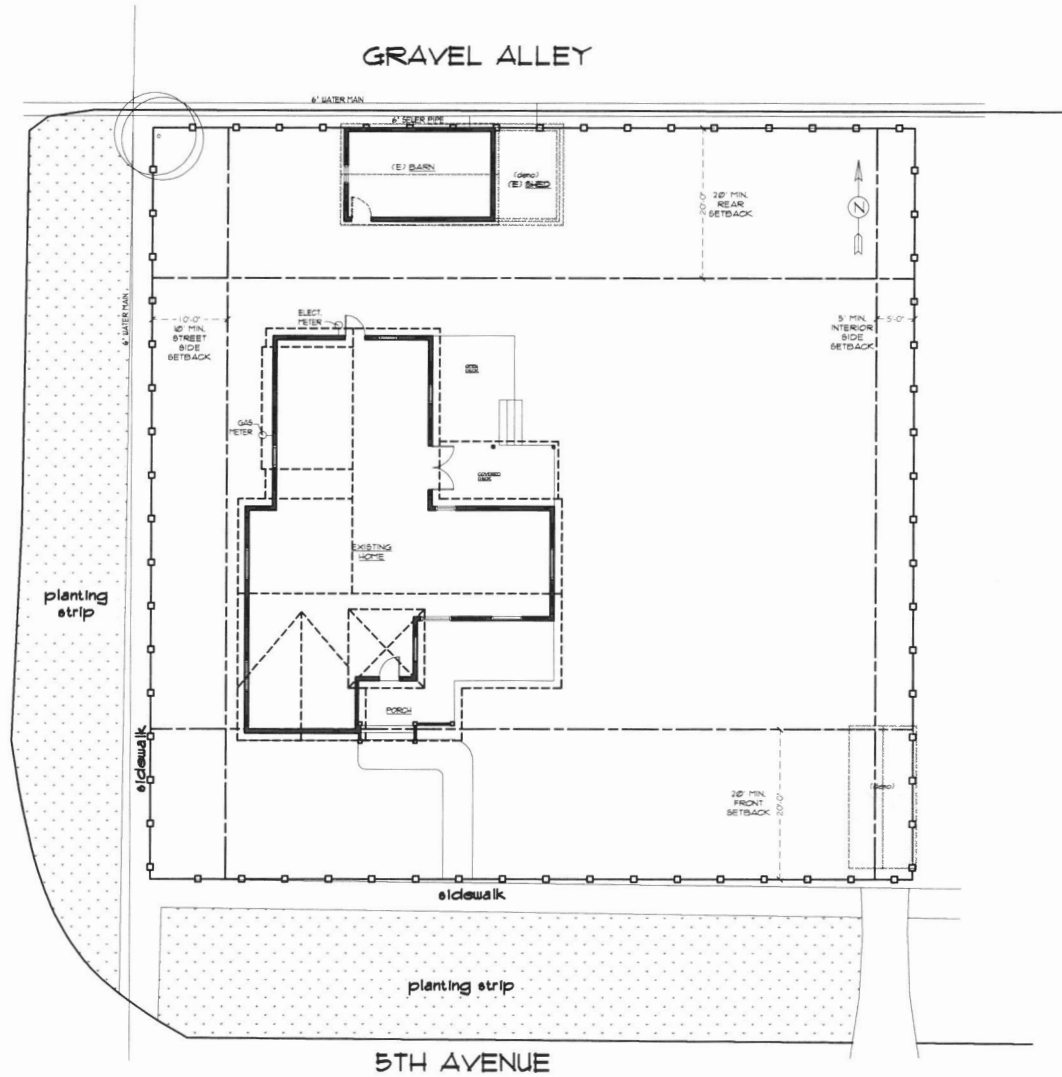 GRAVEL ALLEY
6" WATER MAIN
6" SEWER PIPE
(E) BARN
(demo)
(E) SHED
20'-0"
20' MIN.
REAR
SETBACK
N
6" WATER MAIN
10'-0"
10' MIN.
STREET
SIDE
SETBACK
ELECT.
METER
5' MIN.
INTERIOR
SIDE
SETBACK
5'-0"
GAS
METER
OPEN
DECK
COVERED
DECK
EXISTING
HOME
planting
strip
PORCH
sidewalk
20' MIN.
FRONT
SETBACK
20'-0"
(demo)
sidewalk
planting strip
5TH AVENUE